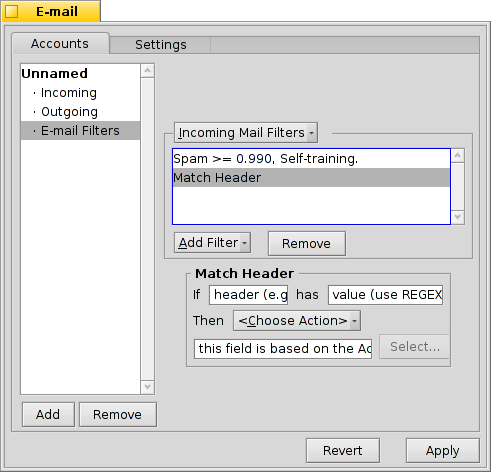 E-mail
Accounts
Settings
Unnamed
· Incoming
· Outgoing
· E-mail Filters
Incoming Mail Filters
Spam >= 0.990, Self-training.
Match Header
Add Filter
Remove
Match Header
If header (e.g has value (use REGEX
Then <Choose Action>
this field is based on the Ac
Select...
Add
Remove
Revert
Apply